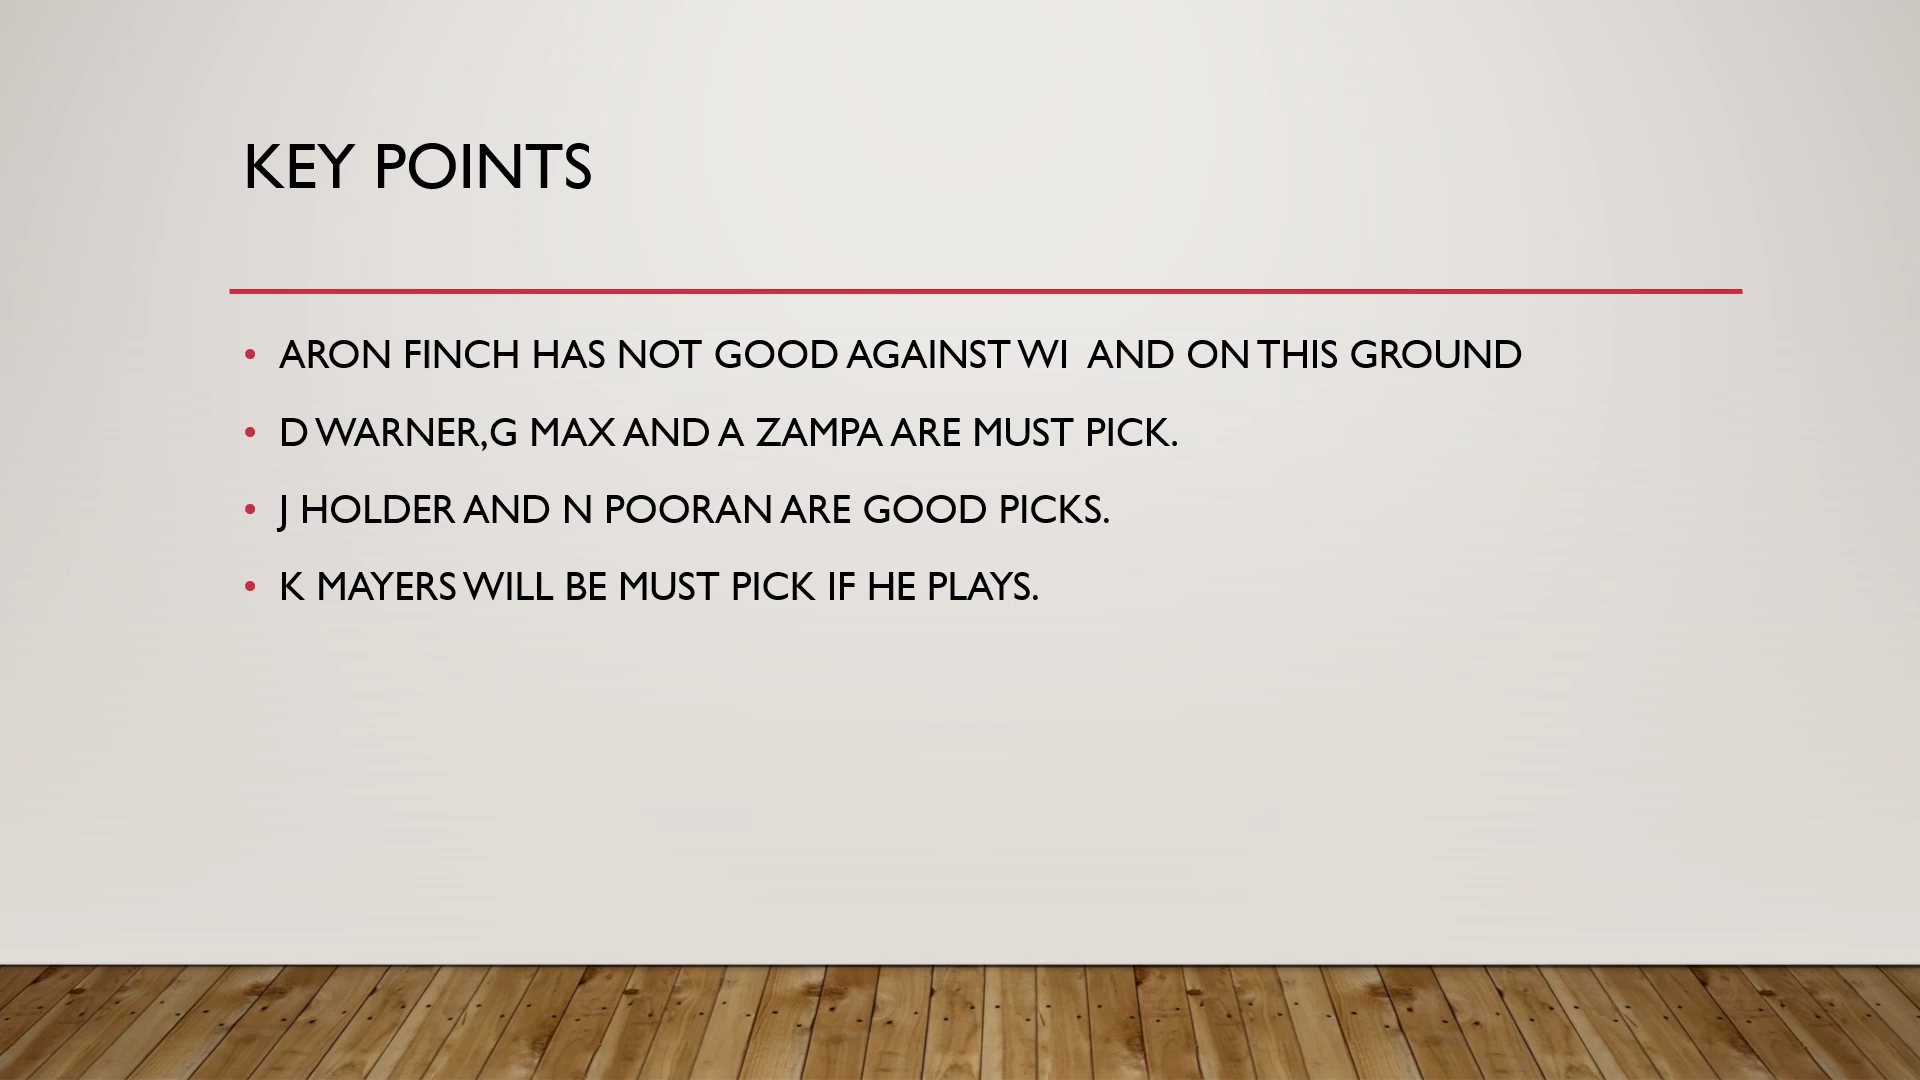 KEY POINTS
• ARON FINCH HAS NOT GOOD AGAINST WI  AND ON THIS GROUND
• D WARNER,G MAX AND A ZAMPA ARE MUST PICK.
• J HOLDER AND N POORAN ARE GOOD PICKS.
• K MAYERS WILL BE MUST PICK IF HE PLAYS.